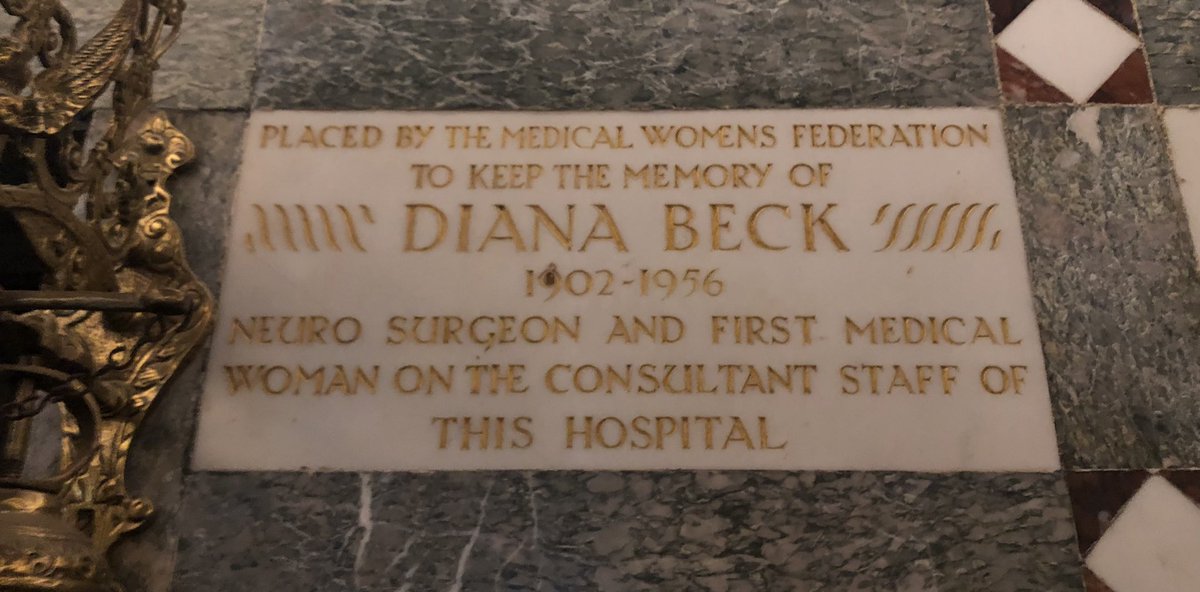 PLACED BY THE MEDICAL WOMENS FEDERATION
TO KEEP THE MEMORY OF
DIANA BECK
1902-1956
NEURO SURGEON AND FIRST MEDICAL
WOMAN ON THE CONSULTANT STAFF OF
THIS HOSPITAL